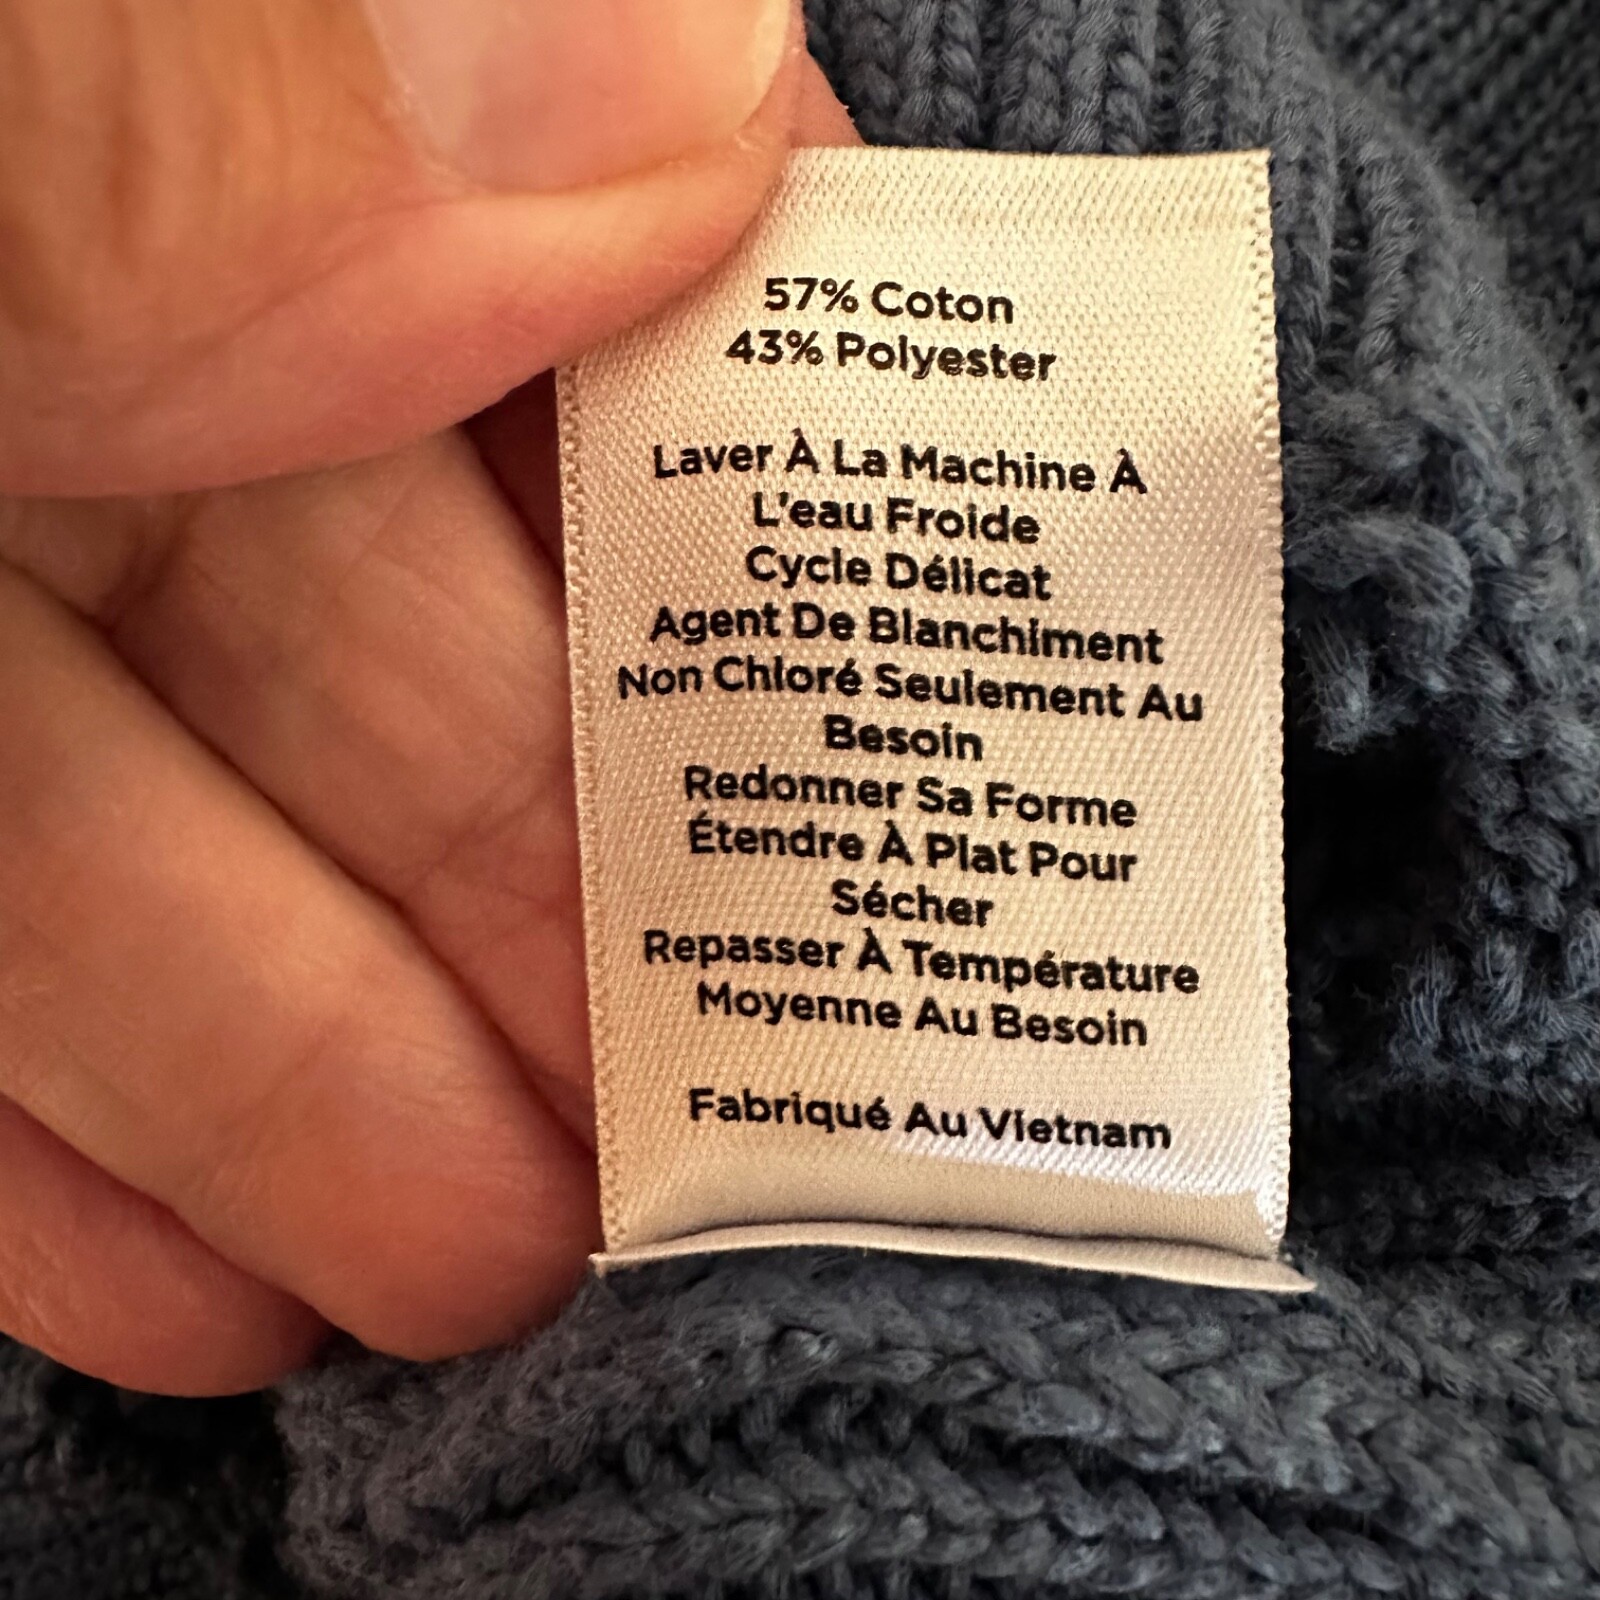 57% Coton
43% Polyester
Laver À La Machine À
L'eau Froide
Cycle Délicat
Agent De Blanchiment
Non Chloré Seulement Au
Besoin
Redonner Sa Forme
Étendre À Plat Pour
Sécher
Repasser À Température
Moyenne Au Besoin
Fabriqué Au Vietnam